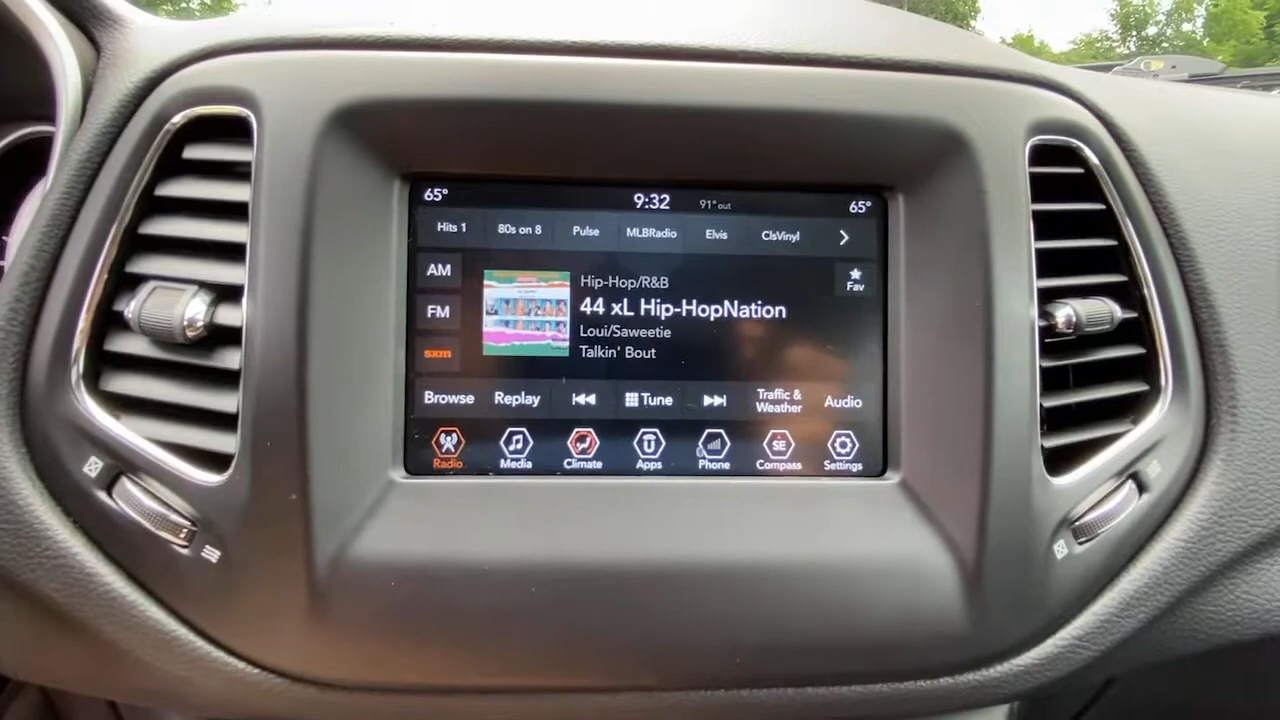 65° 9:32 91° out 65°
Hits 1 80s on 8 Pulse MLBRadio Elvis ClsVinyl
AM
Hip-Hop/R&B
Fav
FM
44 xL Hip-HopNation
Loui/Saweetie
sxm
Talkin' Bout
Browse Replay Tune Traffic & Weather Audio
SE
Radio Media Climate Apps Phone Compass Settings